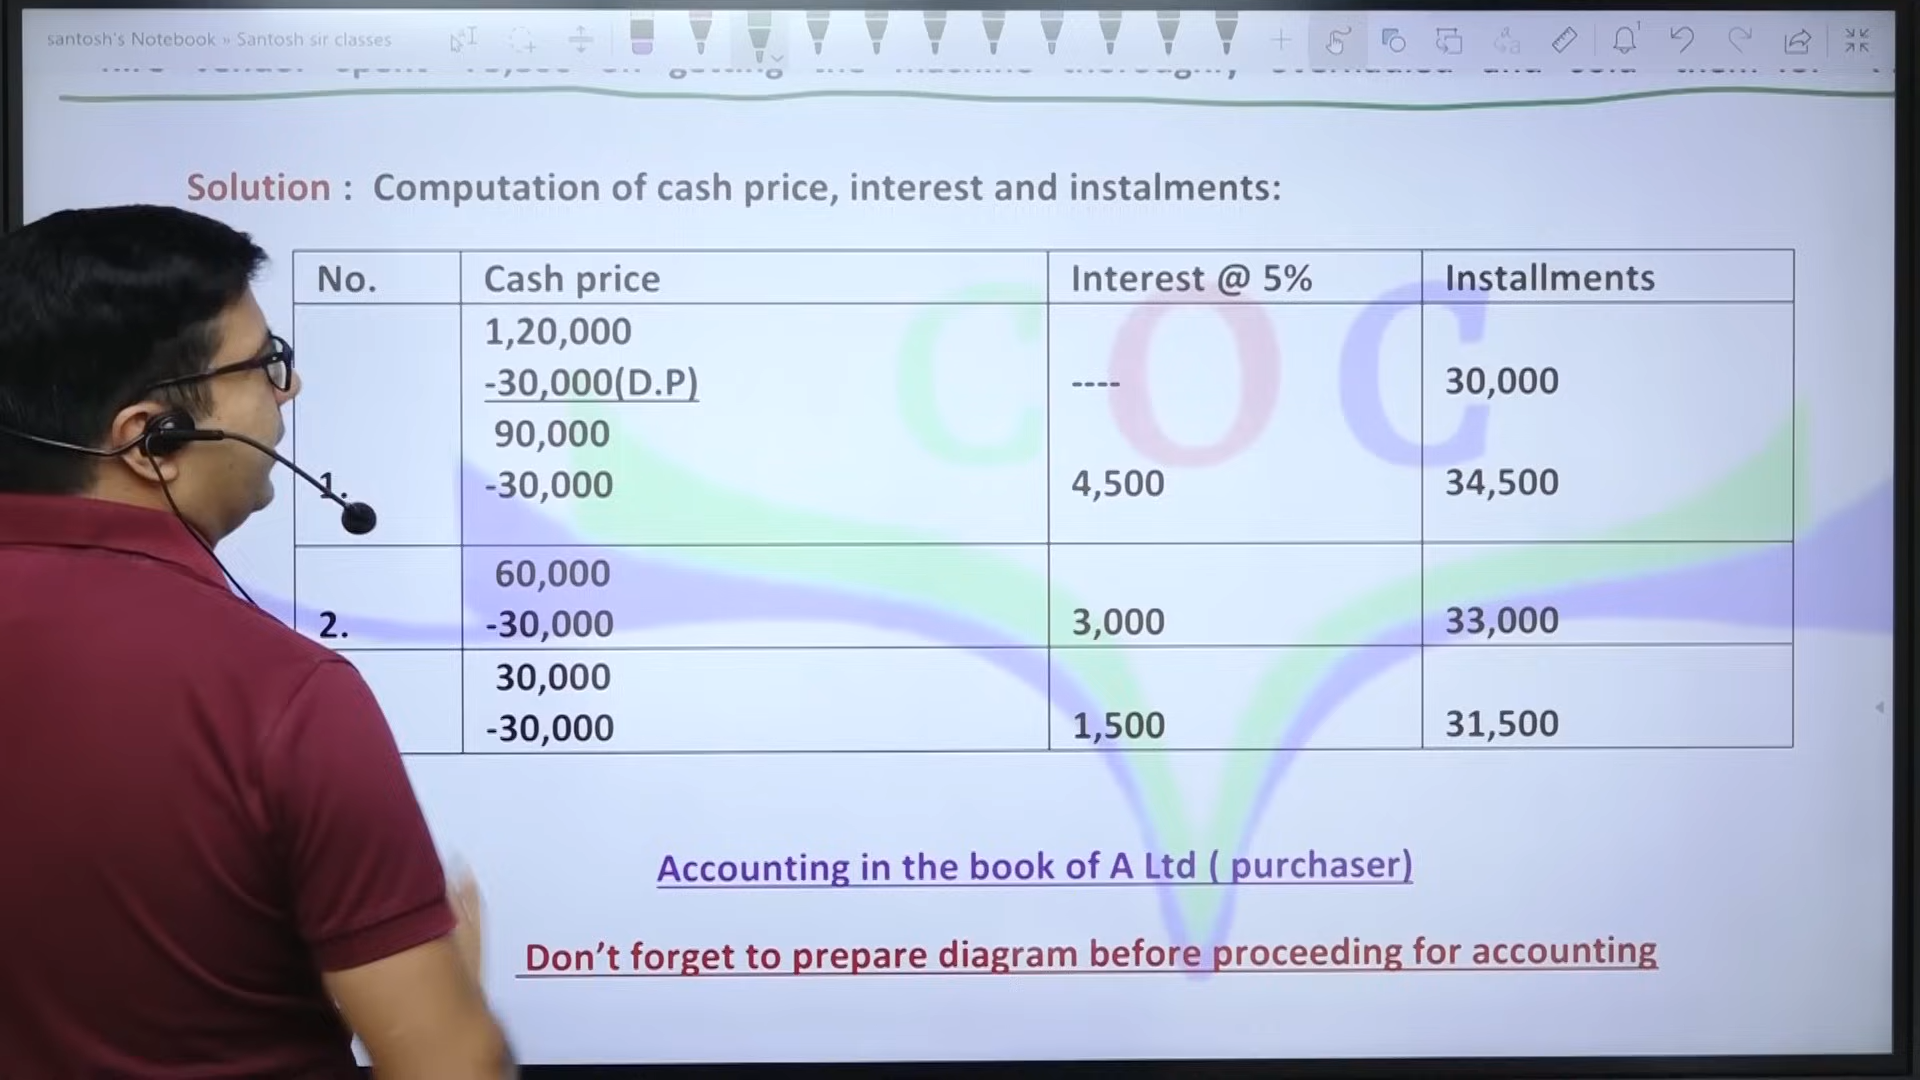 santosh's Notebook » Santosh sir classes
Solution : Computation of cash price, interest and instalments:
No. Cash price Interest @ 5% Installments
1,20,000
-30,000(D.P) ---- 30,000
90,000
1. -30,000 4,500 34,500
60,000
2. -30,000 3,000 33,000
30,000
-30,000 1,500 31,500
COC
Accounting in the book of A Ltd ( purchaser)
Don't forget to prepare diagram before proceeding for accounting